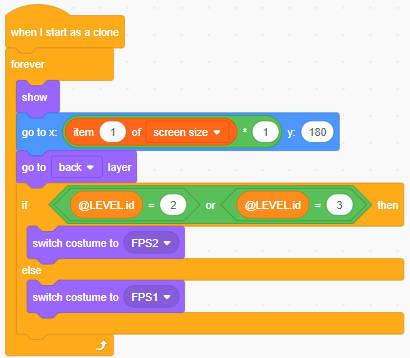 when I start as a clone
forever
show
go to x: item 1 of screen size * 1 y: 180
go to back layer
if @LEVEL.id = 2 or @LEVEL.id = 3 then
switch costume to FPS2
else
switch costume to FPS1